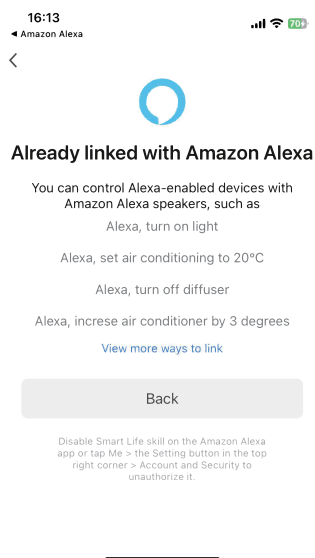 16:13
70
◀ Amazon Alexa
Already linked with Amazon Alexa
You can control Alexa-enabled devices with
Amazon Alexa speakers, such as
Alexa, turn on light
Alexa, set air conditioning to 20°C
Alexa, turn off diffuser
Alexa, increse air conditioner by 3 degrees
View more ways to link
Back
Disable Smart Life skill on the Amazon Alexa
app or tap Me > the Setting button in the top
right corner > Account and Security to
unauthorize it.